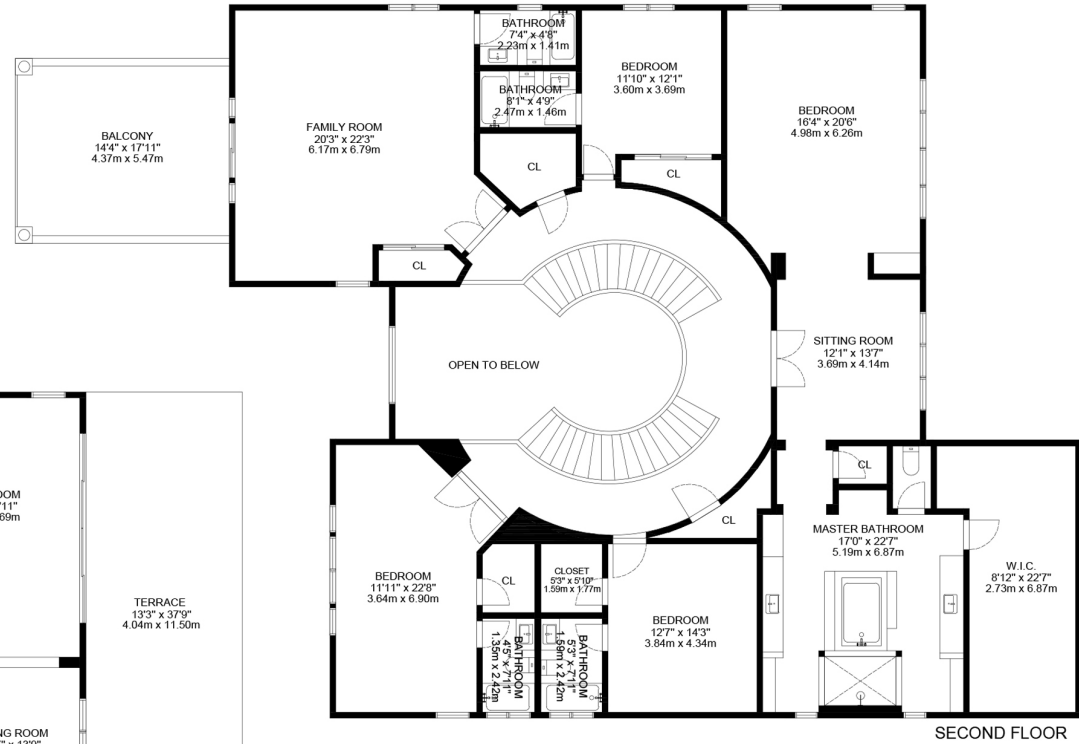 BATHROOM
7'4" x 4'8"
2.23m x 1.41m
BEDROOM
11'10" x 12'1"
3.60m x 3.69m
BATHROOM
8'1" x 4'9"
2.47m x 1.46m
BEDROOM
16'4" x 20'6"
4.98m x 6.26m
FAMILY ROOM
20'3" x 22'3"
6.17m x 6.79m
BALCONY
14'4" x 17'11"
4.37m x 5.47m
CL
CL
CL
SITTING ROOM
12'1" x 13'7"
3.69m x 4.14m
OPEN TO BELOW
CL
CL
MASTER BATHROOM
17'0" x 22'7"
5.19m x 6.87m
W.I.C.
8'12" x 22'7"
2.73m x 6.87m
BEDROOM
11'11" x 22'8"
3.64m x 6.90m
CL
CLOSET
5'3" x 5'10"
1.59m x 1.77m
BEDROOM
12'7" x 14'3"
3.84m x 4.34m
BATHROOM
4'5" x 7'11"
1.35m x 2.42m
BATHROOM
5'3" x 7'11"
1.59m x 2.42m
TERRACE
13'3" x 37'9"
4.04m x 11.50m
OOM
'11"
69m
NG ROOM
SECOND FLOOR